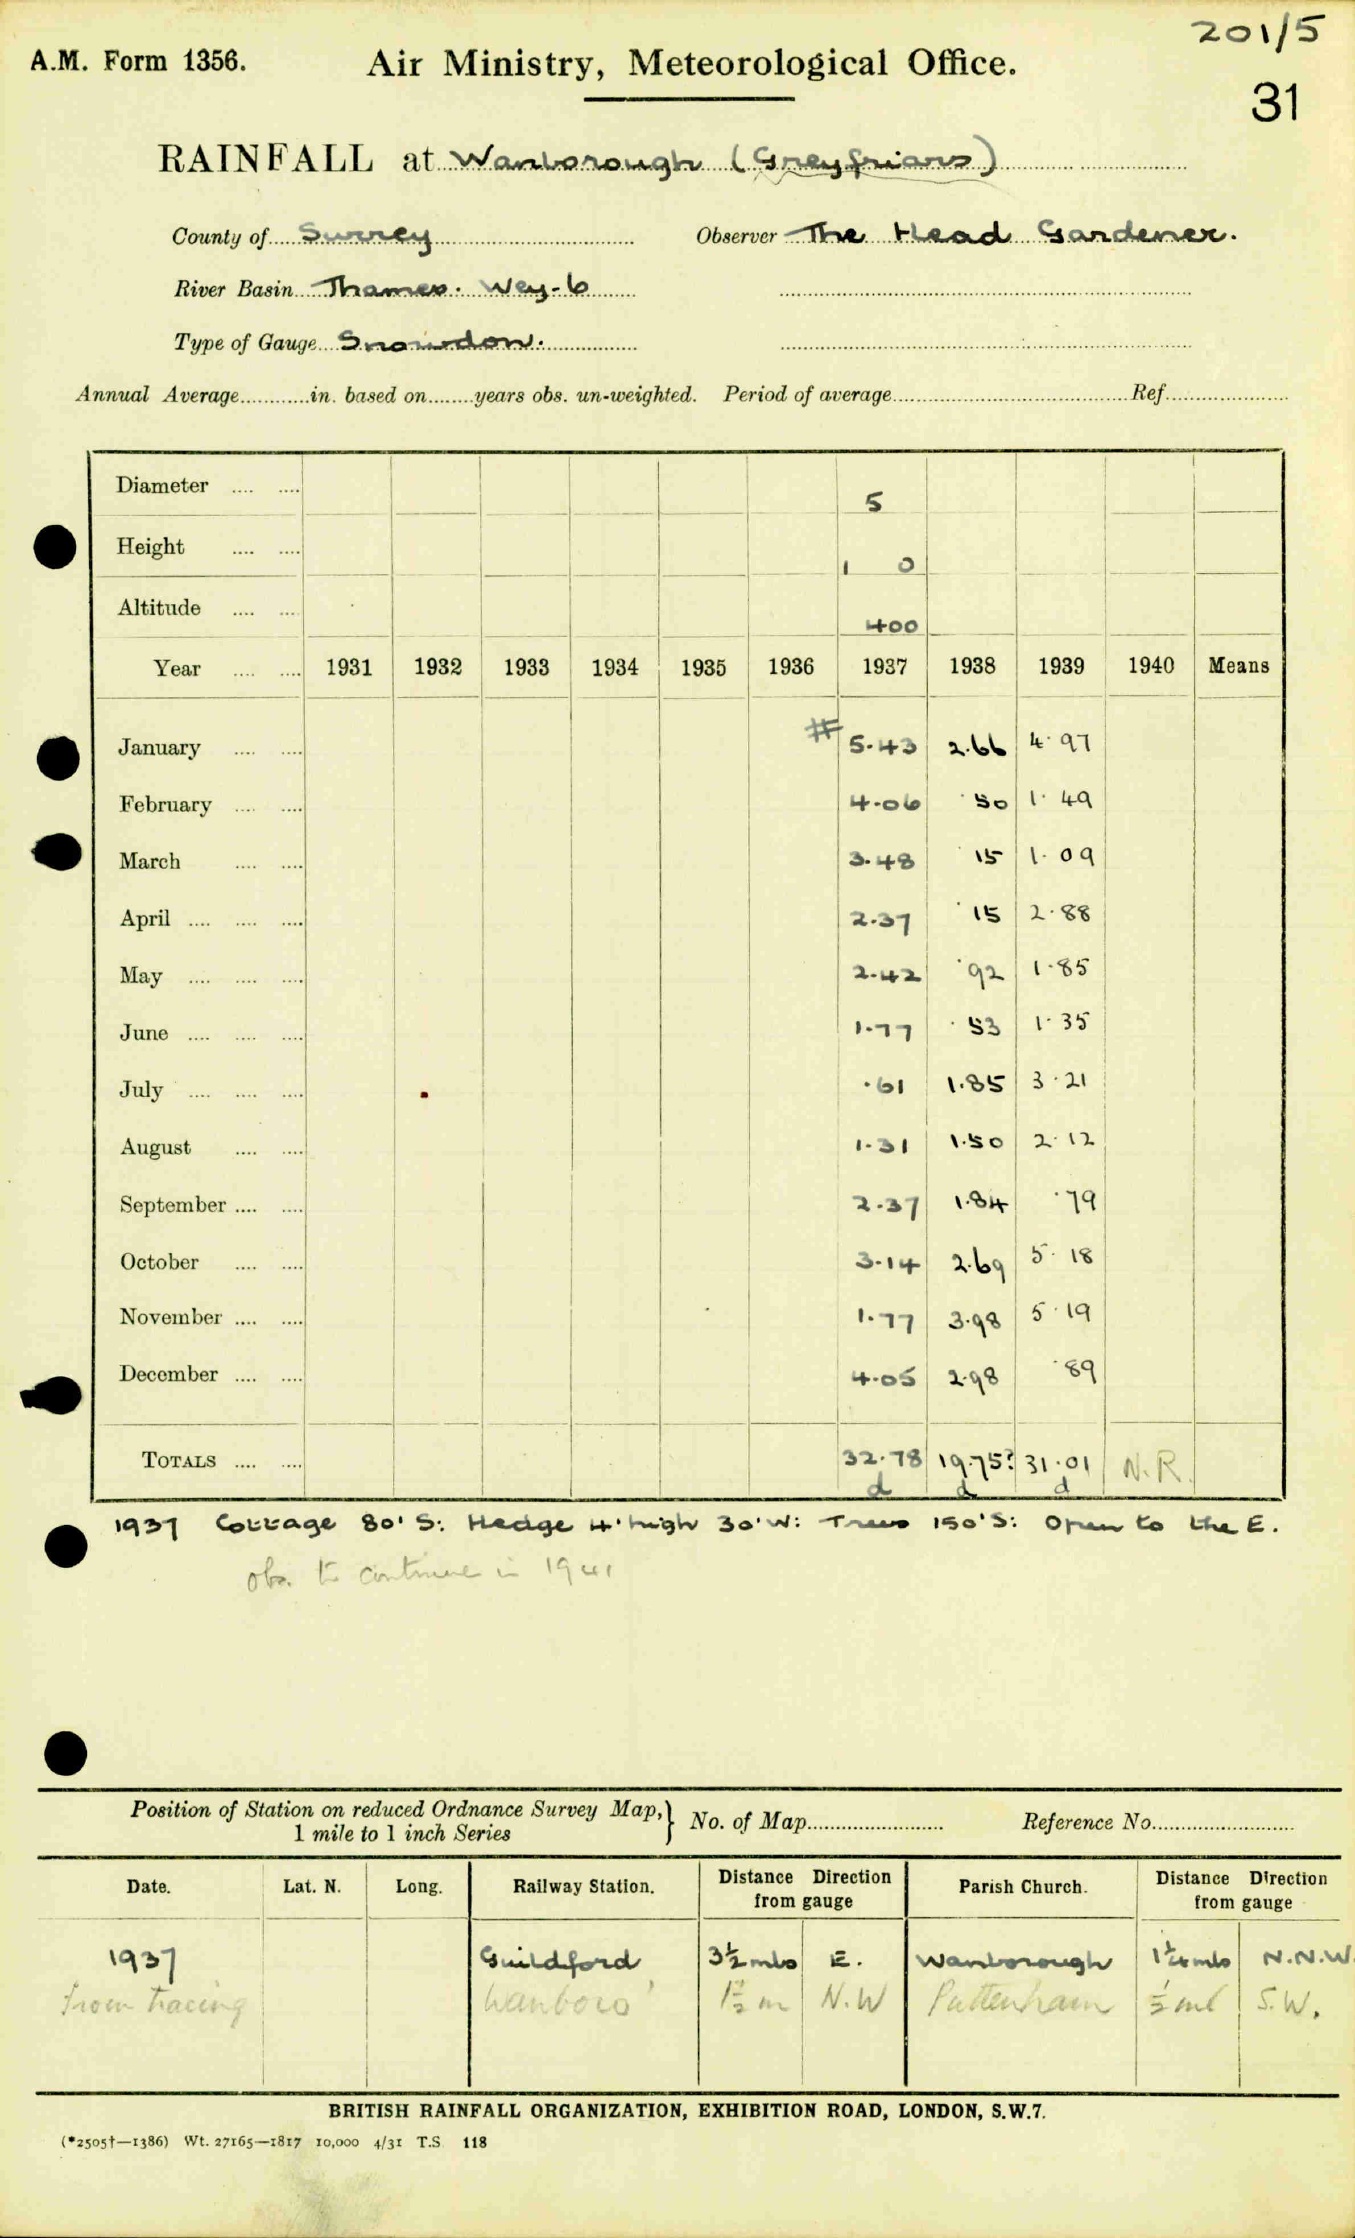 201/5
A.M. Form 1356. Air Ministry, Meteorological Office.
31
RAINFALL at Wanborough (Greyfriars)
County of Surrey Observer The Head Gardener.
River Basin Thames. Wey-6
Type of Gauge Snowdon.
Annual Average............in. based on........years obs. un-weighted. Period of average............Ref............
Diameter .... .... 5
Height .... .... 1 0
Altitude .... .... 400
Year .... .... 1931 1932 1933 1934 1935 1936 1937 1938 1939 1940 Means
January .... .... # 5.43 2.66 4.97
February .... .... 4.06 .50 1.49
March .... .... 3.48 15 1.09
April .... .... .... 2.37 .15 2.88
May .... .... .... 2.42 .92 1.85
June .... .... .... 1.77 .53 1.35
July .... .... .... .61 1.85 3.21
August .... .... 1.31 1.50 2.12
September .... .... 2.37 1.84 .79
October .... .... 3.14 2.69 5.18
November .... .... 1.77 3.98 5.19
December .... .... 4.05 2.98 .89
TOTALS .... .... 32.78 19.75? 31.01 N.R.
d d d
1937 Cottage 80' S: Hedge 4' high 30' W: Trees 150' S: Open to the E.
obs. to continue in 1941
Position of Station on reduced Ordnance Survey Map, } No. of Map............ Reference No............
1 mile to 1 inch Series
Date. Lat. N. Long. Railway Station. Distance Direction from gauge Parish Church. Distance Direction from gauge
1937 Guildford 3½ mls E. Wanborough 1¼ mls N.N.W.
from tracing Wanboro' 1½ m N.W Puttenham ½ ml S.W.
BRITISH RAINFALL ORGANIZATION, EXHIBITION ROAD, LONDON, S.W.7.
(*2505†—1386) Wt. 27165—1817 10,000 4/31 T.S 118